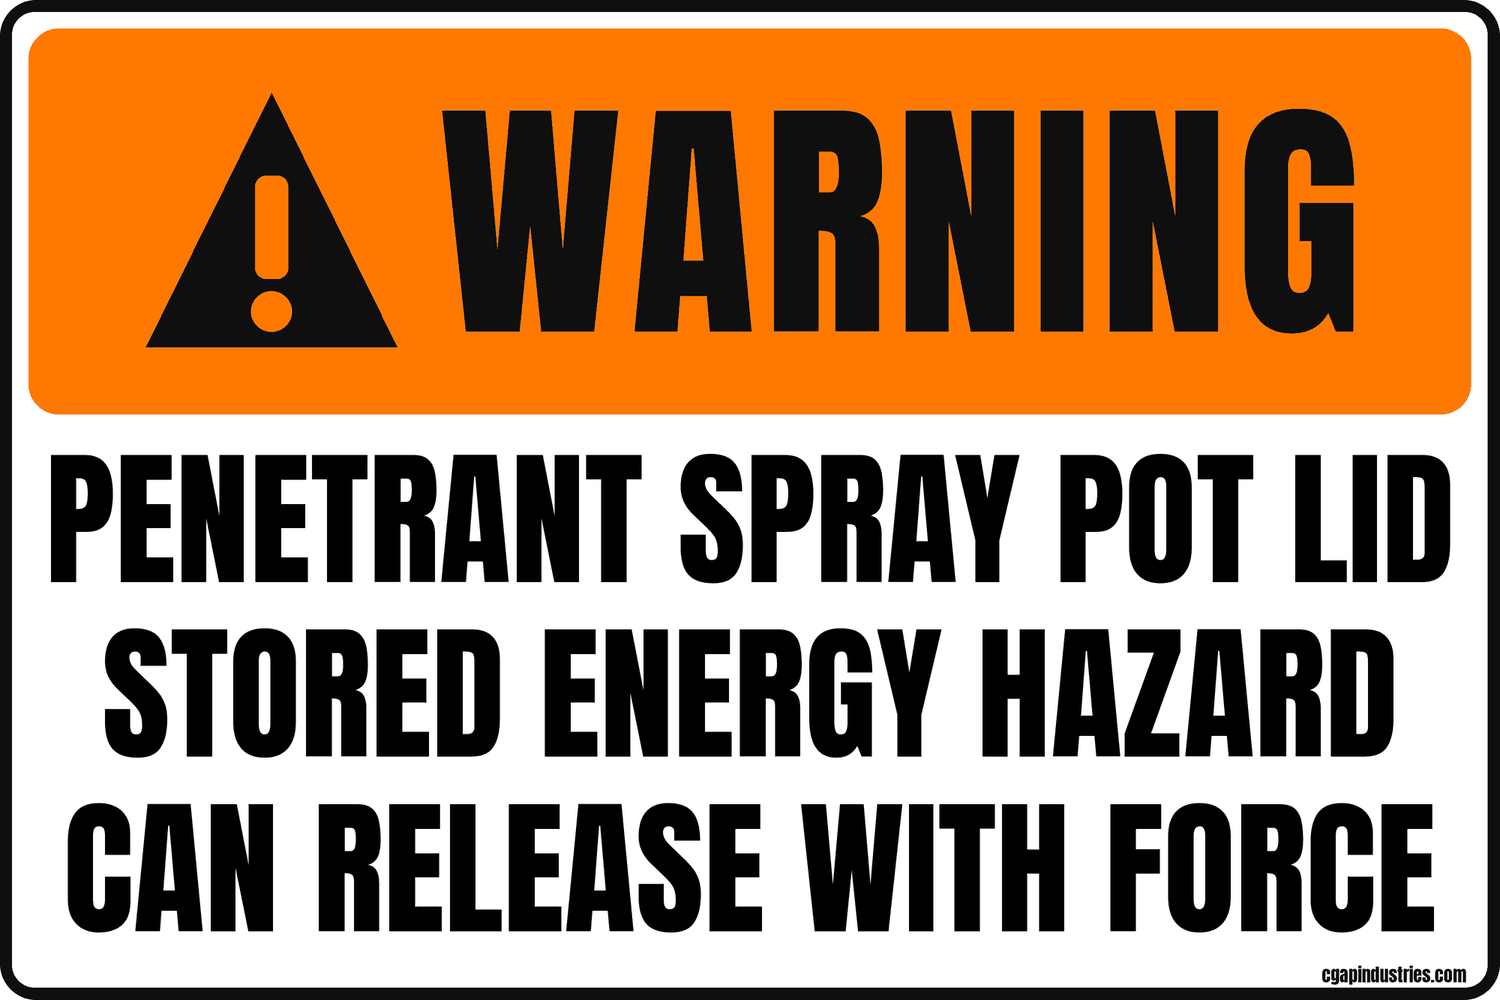 WARNING
PENETRANT SPRAY POT LID
STORED ENERGY HAZARD
CAN RELEASE WITH FORCE
cgapindustries.com